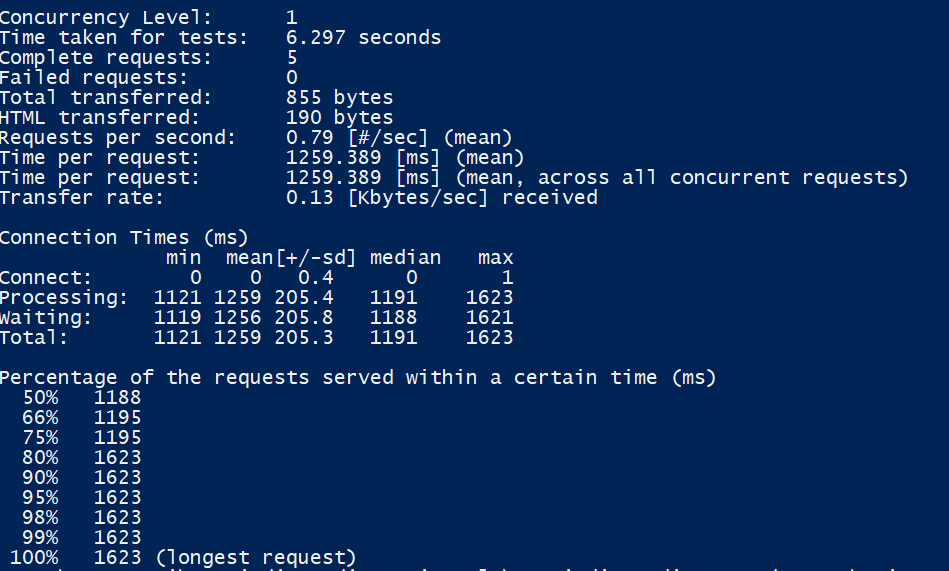 Concurrency Level:      1
Time taken for tests:   6.297 seconds
Complete requests:      5
Failed requests:        0
Total transferred:      855 bytes
HTML transferred:       190 bytes
Requests per second:    0.79 [#/sec] (mean)
Time per request:       1259.389 [ms] (mean)
Time per request:       1259.389 [ms] (mean, across all concurrent requests)
Transfer rate:          0.13 [Kbytes/sec] received

Connection Times (ms)
              min  mean[+/-sd] median   max
Connect:        0    0   0.4      0       1
Processing:  1121 1259 205.4   1191    1623
Waiting:     1119 1256 205.8   1188    1621
Total:       1121 1259 205.3   1191    1623

Percentage of the requests served within a certain time (ms)
  50%   1188
  66%   1195
  75%   1195
  80%   1623
  90%   1623
  95%   1623
  98%   1623
  99%   1623
 100%   1623 (longest request)